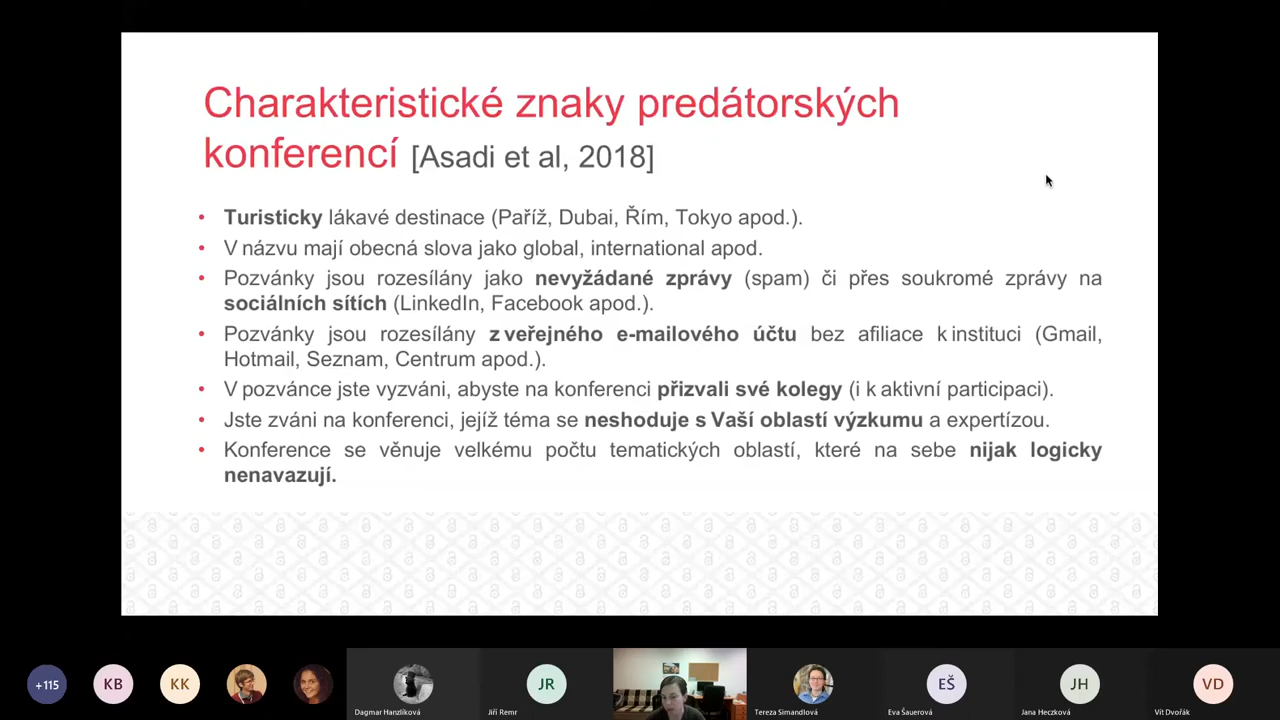 Charakteristické znaky predátorských
konferencí [Asadi et al, 2018]
• Turisticky lákavé destinace (Paříž, Dubai, Řím, Tokyo apod.).
• V názvu mají obecná slova jako global, international apod.
• Pozvánky jsou rozesílány jako nevyžádané zprávy (spam) či přes soukromé zprávy na
sociálních sítích (LinkedIn, Facebook apod.).
• Pozvánky jsou rozesílány z veřejného e-mailového účtu bez afiliace k instituci (Gmail,
Hotmail, Seznam, Centrum apod.).
• V pozvánce jste vyzváni, abyste na konferenci přizvali své kolegy (i k aktivní participaci).
• Jste zváni na konferenci, jejíž téma se neshoduje s Vaší oblastí výzkumu a expertízou.
• Konference se věnuje velkému počtu tematických oblastí, které na sebe nijak logicky
nenavazují.
+115 KB KK JR EŠ JH VD
Dagmar Hanzlíková Jiří Remr Tereza Simandlová Eva Šauerová Jana Heczková Vít Dvořák